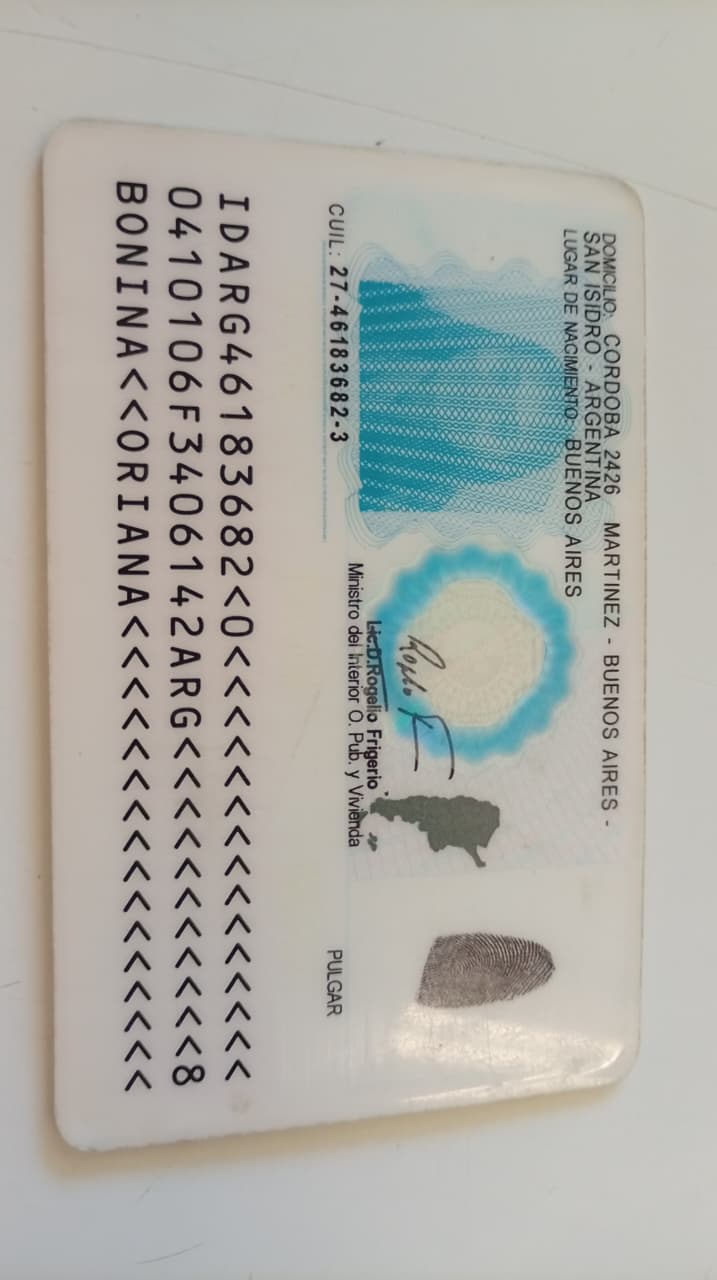 DOMICILIO: CORDOBA 2426 MARTINEZ - BUENOS AIRES -
SAN ISIDRO - ARGENTINA
LUGAR DE NACIMIENTO: BUENOS AIRES
Lic.D.Rogelio Frigerio
Ministro del Interior O. Pub. y Vivienda
CUIL: 27-46183682-3
PULGAR
IDARG46183682<0<<<<<<<<<<<<<<<
0410106F3406142ARG<<<<<<<<<<<8
BONINA<<ORIANA<<<<<<<<<<<<<<<<